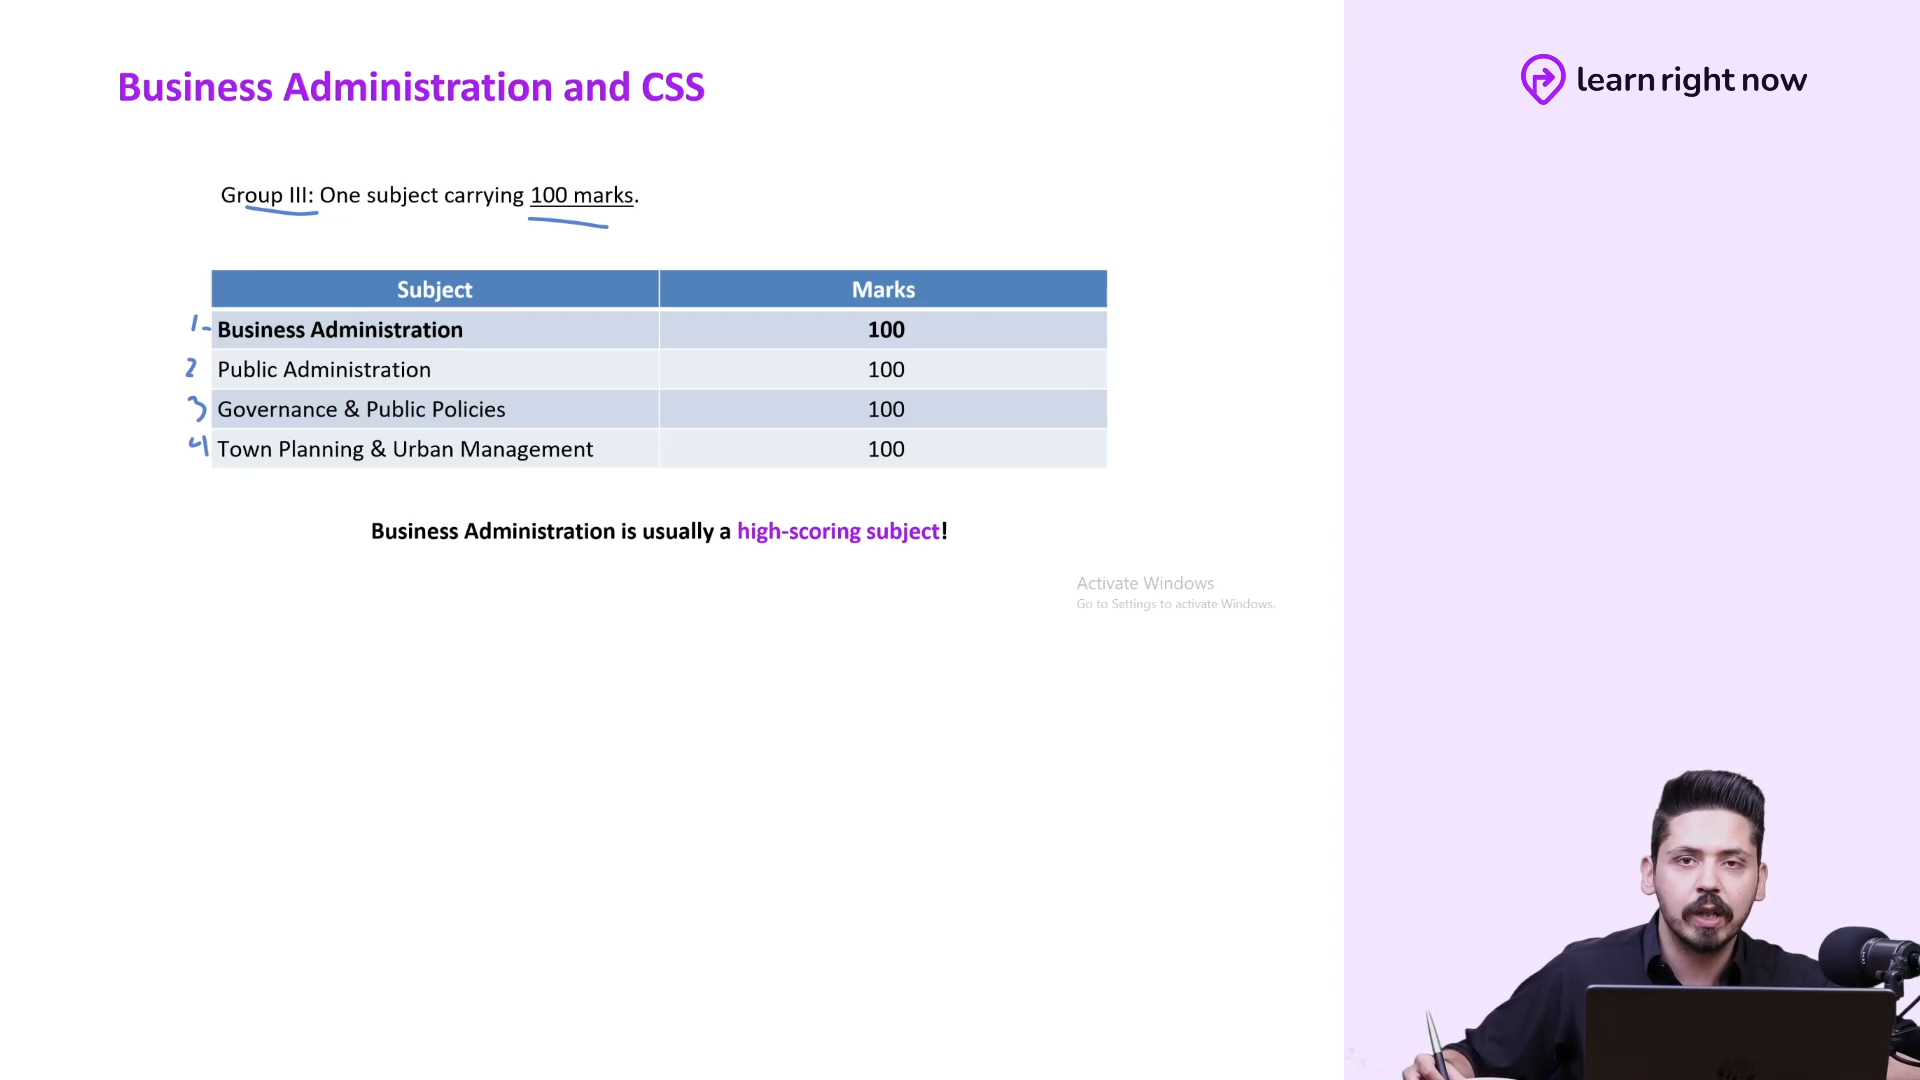 Business Administration and CSS
learn right now
Group III: One subject carrying 100 marks.
Subject Marks
1- Business Administration 100
2 Public Administration 100
3 Governance & Public Policies 100
4 Town Planning & Urban Management 100
Business Administration is usually a high-scoring subject!
Activate Windows
Go to Settings to activate Windows.